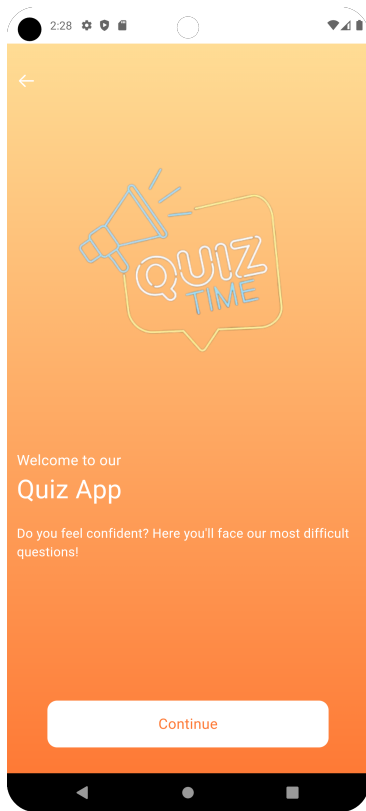 2:28
QUIZ
TIME
Welcome to our
Quiz App
Do you feel confident? Here you'll face our most difficult
questions!
Continue